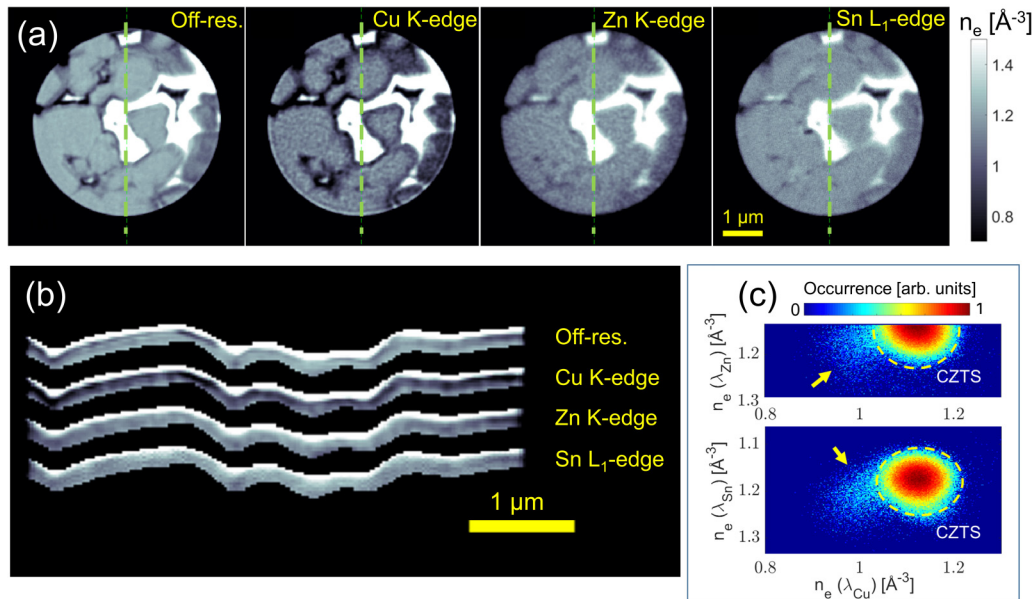 (a)
Off-res.
Cu K-edge
Zn K-edge
Sn L1-edge
1 μm
ne [Å-3]
1.4
1.2
1
0.8
(b)
Off-res.
Cu K-edge
Zn K-edge
Sn L1-edge
1 μm
(c)
Occurrence [arb. units]
0
1
ne (λZn) [Å-3]
1.2
1.3
CZTS
0.8
1
1.2
ne (λSn) [Å-3]
1.1
1.2
1.3
CZTS
0.8
1
1.2
ne (λCu) [Å-3]